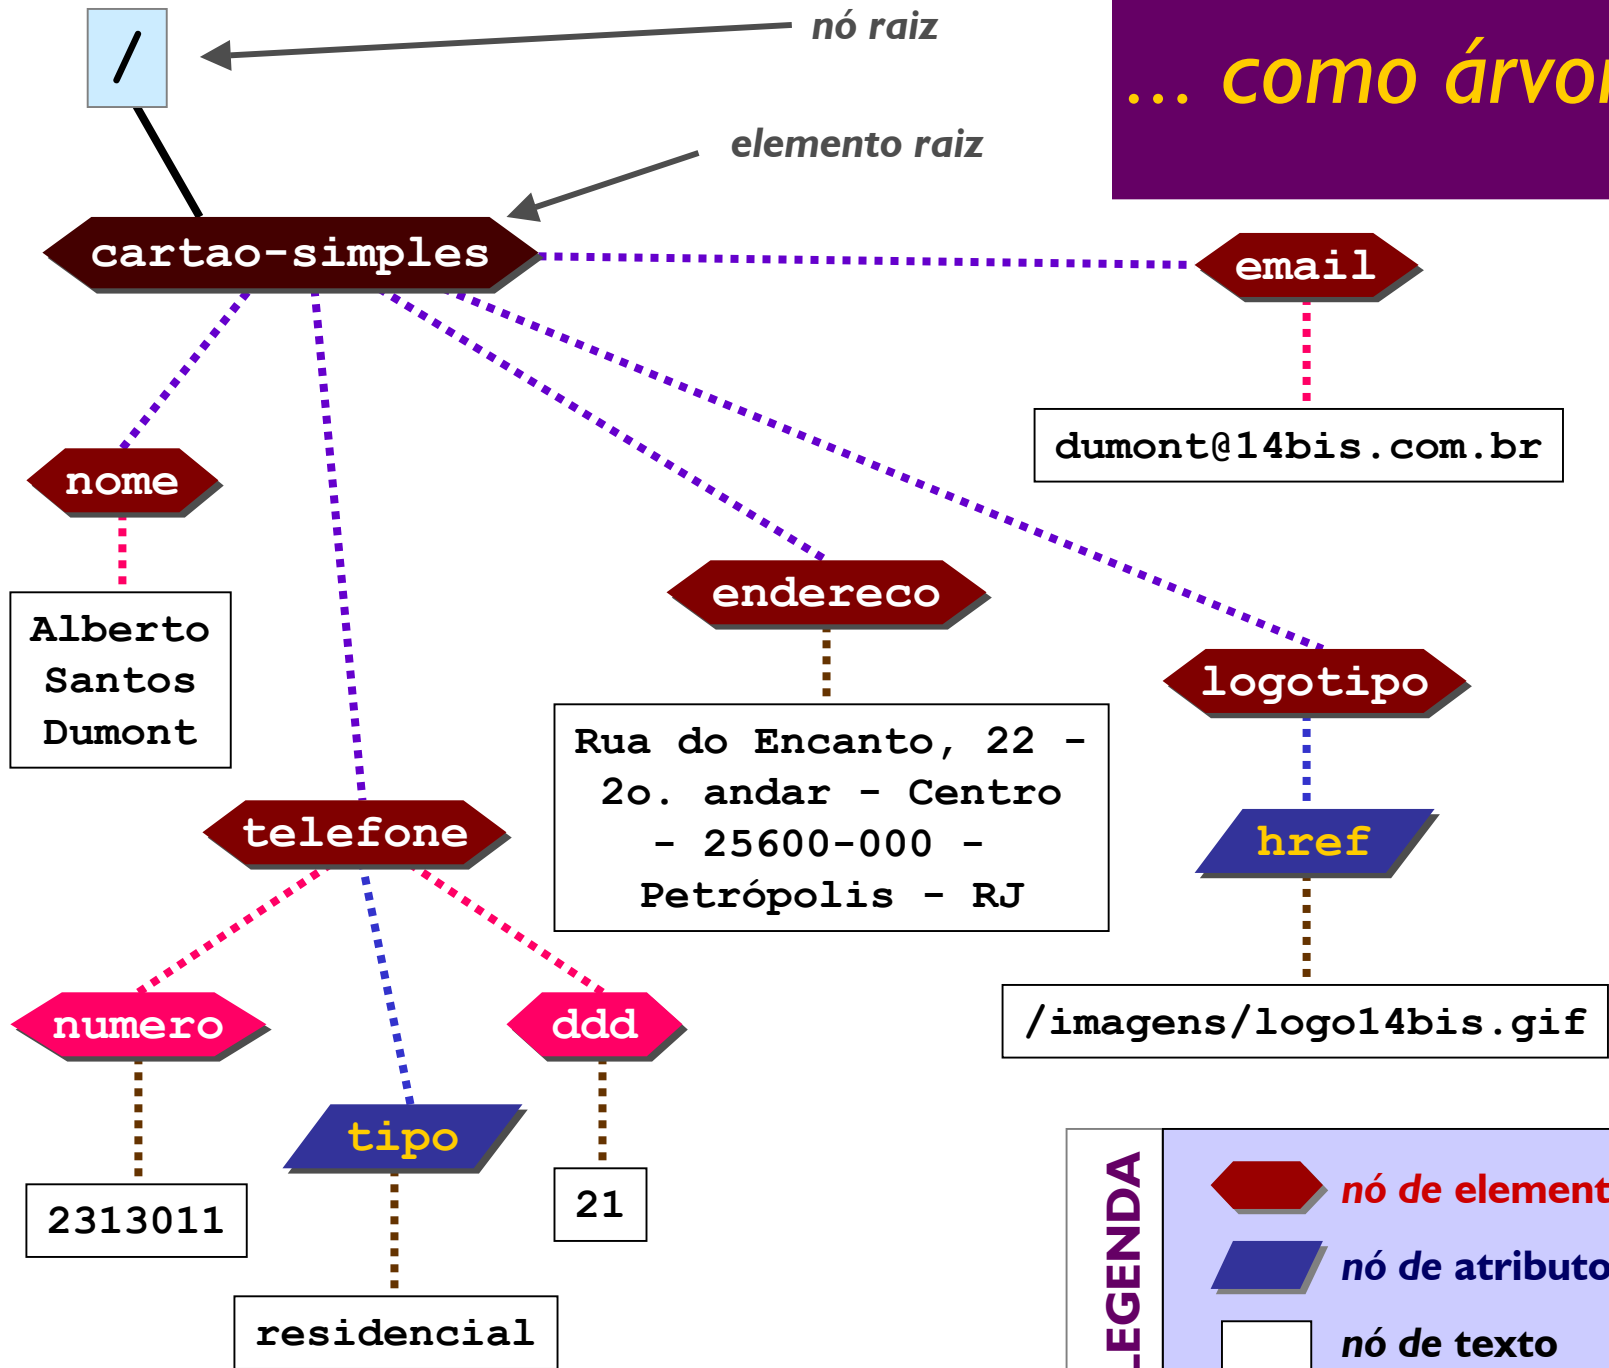 /
nó raiz
... como árvor
elemento raiz
cartao-simples
email
dumont@14bis.com.br
nome
Alberto
Santos
Dumont
endereco
Rua do Encanto, 22 -
2o. andar - Centro
- 25600-000 -
Petrópolis - RJ
logotipo
href
/imagens/logo14bis.gif
telefone
numero
2313011
tipo
residencial
ddd
21
LEGENDA
nó de element
nó de atributo
nó de texto